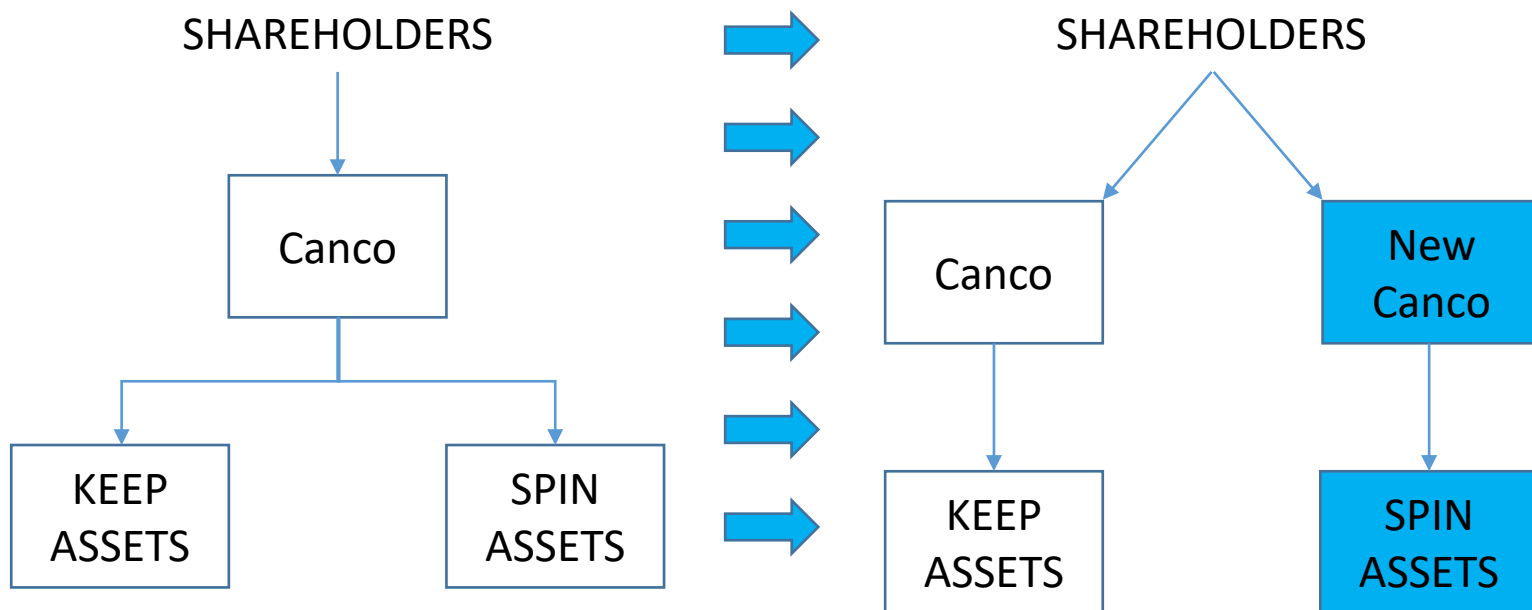 SHAREHOLDERS
Canco
KEEP
ASSETS
SPIN
ASSETS
SHAREHOLDERS
Canco
New
Canco
KEEP
ASSETS
SPIN
ASSETS